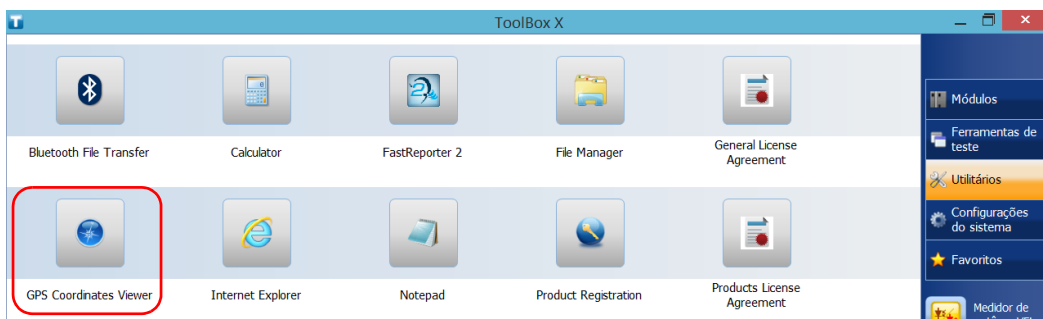 ToolBox X
Bluetooth File Transfer
Calculator
FastReporter 2
File Manager
General License
Agreement
GPS Coordinates Viewer
Internet Explorer
Notepad
Product Registration
Products License
Agreement
Módulos
Ferramentas de
teste
Utilitários
Configurações
do sistema
Favoritos
Medidor de